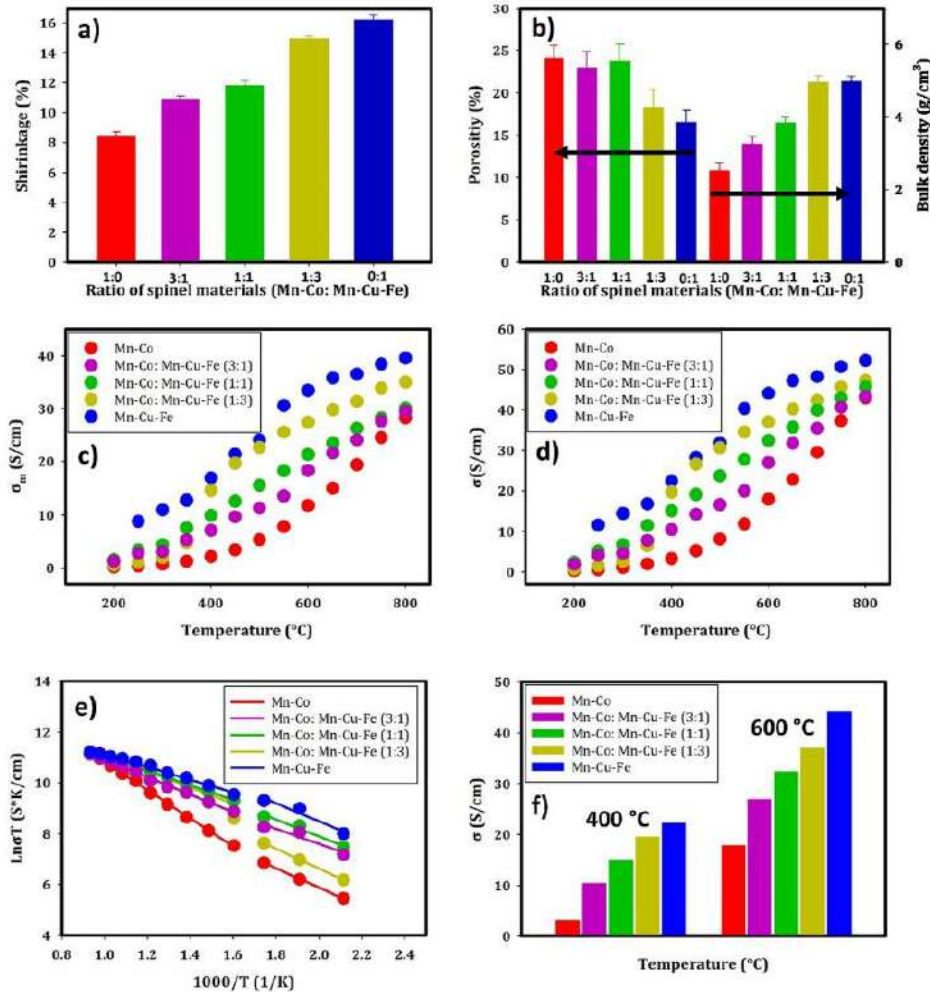 a)
Shirinkage (%)
16
14
12
10
8
6
4
2
0
1:0 3:1 1:1 1:3 0:1
Ratio of spinel materials (Mn-Co: Mn-Cu-Fe)
b)
Porositiy (%)
30
25
20
15
10
5
0
Bulk density (g/cm³)
6
4
2
0
1:0 3:1 1:1 1:3 0:1 1:0 3:1 1:1 1:3 0:1
Ratio of spinel materials (Mn-Co: Mn-Cu-Fe)
c)
σm (S/cm)
40
30
20
10
0
Mn-Co
Mn-Co: Mn-Cu-Fe (3:1)
Mn-Co: Mn-Cu-Fe (1:1)
Mn-Co: Mn-Cu-Fe (1:3)
Mn-Cu-Fe
200 400 600 800
Temperature (°C)
d)
σ(S/cm)
60
50
40
30
20
10
0
Mn-Co
Mn-Co: Mn-Cu-Fe (3:1)
Mn-Co: Mn-Cu-Fe (1:1)
Mn-Co: Mn-Cu-Fe (1:3)
Mn-Cu-Fe
200 400 600 800
Temperature (°C)
e)
LnσT (S*K/cm)
14
12
10
8
6
4
Mn-Co
Mn-Co: Mn-Cu-Fe (3:1)
Mn-Co: Mn-Cu-Fe (1:1)
Mn-Co: Mn-Cu-Fe (1:3)
Mn-Cu-Fe
0.8 1.0 1.2 1.4 1.6 1.8 2.0 2.2 2.4
1000/T (1/K)
f)
σ (S/cm)
50
40
30
20
10
0
Mn-Co
Mn-Co: Mn-Cu-Fe (3:1)
Mn-Co: Mn-Cu-Fe (1:1)
Mn-Co: Mn-Cu-Fe (1:3)
Mn-Cu-Fe
400 °C
600 °C
Temperature (°C)